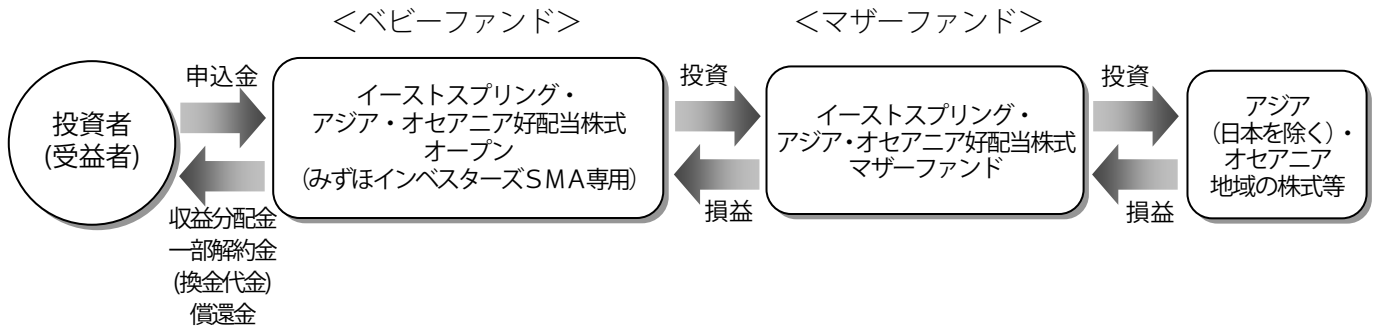 ＜ベビーファンド＞
＜マザーファンド＞
投資者
(受益者)
申込金
収益分配金
一部解約金
(換金代金)
償還金
イーストスプリング・
アジア・オセアニア好配当株式
オープン
（みずほインベスターズＳＭＡ専用）
投資
損益
イーストスプリング・
アジア・オセアニア好配当株式
マザーファンド
投資
損益
アジア
（日本を除く）・
オセアニア
地域の株式等